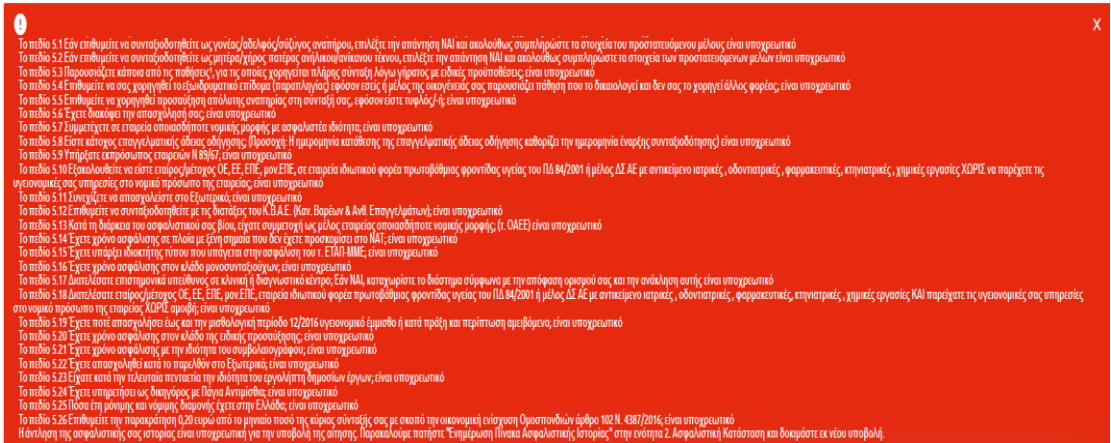 Το πεδίο 5.1 Εάν επιθυμείτε να συνταξιοδοτηθείτε ως γονέας/αδελφός/σύζυγος αναπήρου, επιλέξτε την απάντηση ΝΑΙ και ακολούθως συμπληρώστε τα στοιχεία του προστατευόμενου μέλους είναι υποχρεωτικό
Το πεδίο 5.2 Εάν επιθυμείτε να συνταξιοδοτηθείτε ως μητέρα/χήρος πατέρας ανήλικου/ανίκανου τέκνου, επιλέξτε την απάντηση ΝΑΙ και ακολούθως συμπληρώστε τα στοιχεία των προστατευόμενων μελών είναι υποχρεωτικό
Το πεδίο 5.3 Παρουσιάζετε κάποια από τις παθήσεις*, για τις οποίες χορηγείται πλήρης σύνταξη λόγω γήρατος με ειδικές προϋποθέσεις; είναι υποχρεωτικό
Το πεδίο 5.4 Επιθυμείτε να σας χορηγηθεί το εξωιδρυματικό επίδομα (παραπληγίας) εφόσον εσείς ή μέλος της οικογένειάς σας παρουσιάζει πάθηση που το δικαιολογεί και δεν σας το χορηγεί άλλος φορέας; είναι υποχρεωτικό
Το πεδίο 5.5 Επιθυμείτε να χορηγηθεί προσαύξηση απόλυτης αναπηρίας στη σύνταξή σας, εφόσον είστε τυφλός/-ή; είναι υποχρεωτικό
Το πεδίο 5.6 Έχετε διακόψει την απασχόλησή σας; είναι υποχρεωτικό
Το πεδίο 5.7 Συμμετέχετε σε εταιρεία οποιασδήποτε νομικής μορφής με ασφαλιστέα ιδιότητα; είναι υποχρεωτικό
Το πεδίο 5.8 Είστε κάτοχος επαγγελματικής άδειας οδήγησης; (Προσοχή: Η ημερομηνία κατάθεσης της επαγγελματικής άδειας οδήγησης καθορίζει την ημερομηνία έναρξης συνταξιοδότησης) είναι υποχρεωτικό
Το πεδίο 5.9 Υπήρξατε εκπρόσωπος εταιρειών Ν 89/67; είναι υποχρεωτικό
Το πεδίο 5.10 Εξακολουθείτε να είστε εταίρος/μέτοχος ΟΕ, ΕΕ, ΕΠΕ, μον.ΕΠΕ, σε εταιρεία ιδιωτικού φορέα πρωτοβάθμιας φροντίδας υγείας του ΠΔ 84/2001 ή μέλος ΔΣ ΑΕ με αντικείμενο ιατρικές , οδοντιατρικές , φαρμακευτικές, κτηνιατρικές , χημικές εργασίες ΧΩΡΙΣ να παρέχετε τις
υγειονομικές σας υπηρεσίες στο νομικό πρόσωπο της εταιρείας; είναι υποχρεωτικό
Το πεδίο 5.11 Συνεχίζετε να απασχολείστε στο Εξωτερικό; είναι υποχρεωτικό
Το πεδίο 5.12 Επιθυμείτε να συνταξιοδοτηθείτε με τις διατάξεις του Κ.Β.Α.Ε. (Καν. Βαρέων & Ανθ. Επαγγελμάτων); είναι υποχρεωτικό
Το πεδίο 5.13 Κατά τη διάρκεια του ασφαλιστικού σας βίου, είχατε συμμετοχή ως μέλος εταιρείας οποιασδήποτε νομικής μορφής; (τ. ΟΑΕΕ) είναι υποχρεωτικό
Το πεδίο 5.14 Έχετε χρόνο ασφάλισης σε πλοία με ξένη σημαία που δεν έχετε προσκομίσει στο ΝΑΤ; είναι υποχρεωτικό
Το πεδίο 5.15 Έχετε υπάρξει ιδιοκτήτης τύπου που υπάγεται στην ασφάλιση του τ. ΕΤΑΠ-ΜΜΕ; είναι υποχρεωτικό
Το πεδίο 5.16 Έχετε χρόνο ασφάλισης στον κλάδο μονοσυνταξιούχων; είναι υποχρεωτικό
Το πεδίο 5.17 Διατελέσατε επιστημονικά υπεύθυνος σε κλινική ή διαγνωστικό κέντρο; Εάν ΝΑΙ, καταχωρίστε το διάστημα σύμφωνα με την απόφαση ορισμού σας και την ανάκληση αυτής είναι υποχρεωτικό
Το πεδίο 5.18 Διατελέσατε εταίρος/μέτοχος ΟΕ, ΕΕ, ΕΠΕ, μον.ΕΠΕ, εταιρεία ιδιωτικού φορέα πρωτοβάθμιας φροντίδας υγείας του ΠΔ 84/2001 ή μέλος ΔΣ ΑΕ με αντικείμενο ιατρικές , οδοντιατρικές , φαρμακευτικές, κτηνιατρικές , χημικές εργασίες ΚΑΙ παρείχατε τις υγειονομικές σας υπηρεσίες
στο νομικό πρόσωπο της εταιρείας ΧΩΡΙΣ αμοιβή; είναι υποχρεωτικό
Το πεδίο 5.19 Έχετε ποτέ απασχολήσει έως και την μισθολογική περίοδο 12/2016 υγειονομικό έμμισθο ή κατά πράξη και περίπτωση αμειβόμενο; είναι υποχρεωτικό
Το πεδίο 5.20 Έχετε χρόνο ασφάλισης στον κλάδο της ειδικής προσαύξησης; είναι υποχρεωτικό
Το πεδίο 5.21 Έχετε χρόνο ασφάλισης με την ιδιότητα του συμβολαιογράφου; είναι υποχρεωτικό
Το πεδίο 5.22 Έχετε απασχοληθεί κατά το παρελθόν στο Εξωτερικό; είναι υποχρεωτικό
Το πεδίο 5.23 Είχατε κατά την τελευταία πενταετία την ιδιότητα του εργολήπτη δημοσίων έργων; είναι υποχρεωτικό
Το πεδίο 5.24 Έχετε υπηρετήσει ως δικηγόρος με Πάγια Αντιμίσθια; είναι υποχρεωτικό
Το πεδίο 5.25 Πόσα έτη μόνιμης και νόμιμης διαμονής έχετε στην Ελλάδα; είναι υποχρεωτικό
Το πεδίο 5.26 Επιθυμείτε την παρακράτηση 0,20 ευρώ από το μηνιαίο ποσό της κύριας σύνταξής σας με σκοπό την οικονομική ενίσχυση Ομοσπονδιών άρθρο 102 Ν. 4387/2016; είναι υποχρεωτικό
Η άντληση της ασφαλιστικής σας ιστορίας είναι υποχρεωτική για την υποβολή της αίτησης. Παρακαλούμε πατήστε "Ενημέρωση Πίνακα Ασφαλιστικής Ιστορίας" στην ενότητα 2. Ασφαλιστική Κατάσταση και δοκιμάστε εκ νέου υποβολή.